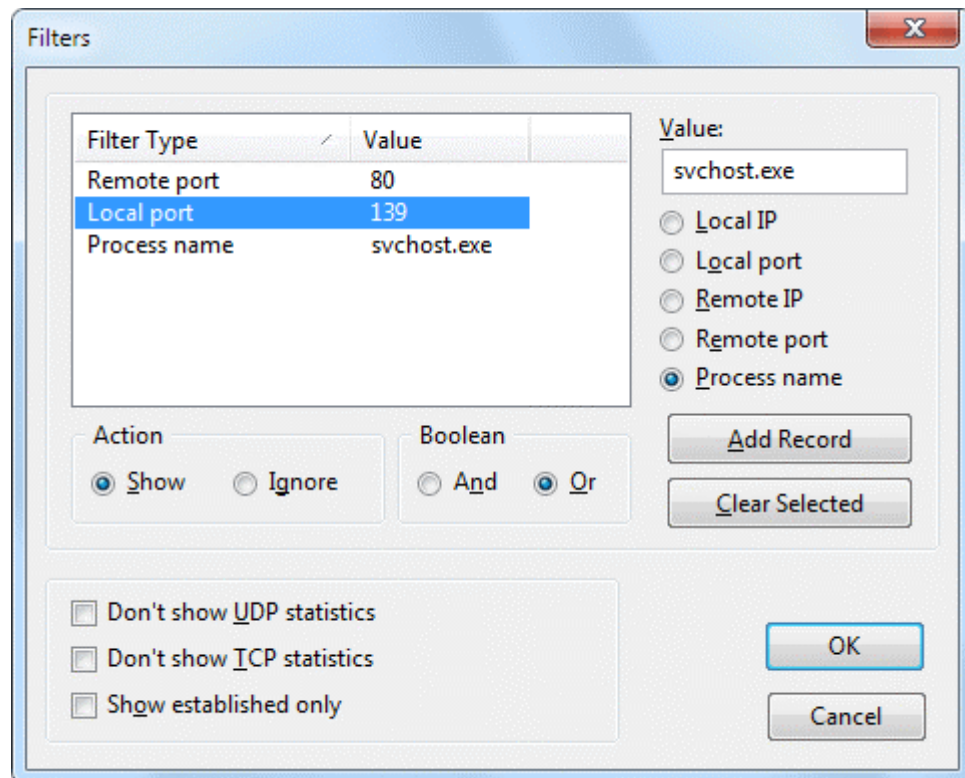 Filters
Filter Type Value
Remote port 80
Local port 139
Process name svchost.exe
Value:
svchost.exe
Local IP
Local port
Remote IP
Remote port
Process name
Action
Show Ignore
Boolean
And Or
Add Record
Clear Selected
Don't show UDP statistics
Don't show TCP statistics
Show established only
OK
Cancel